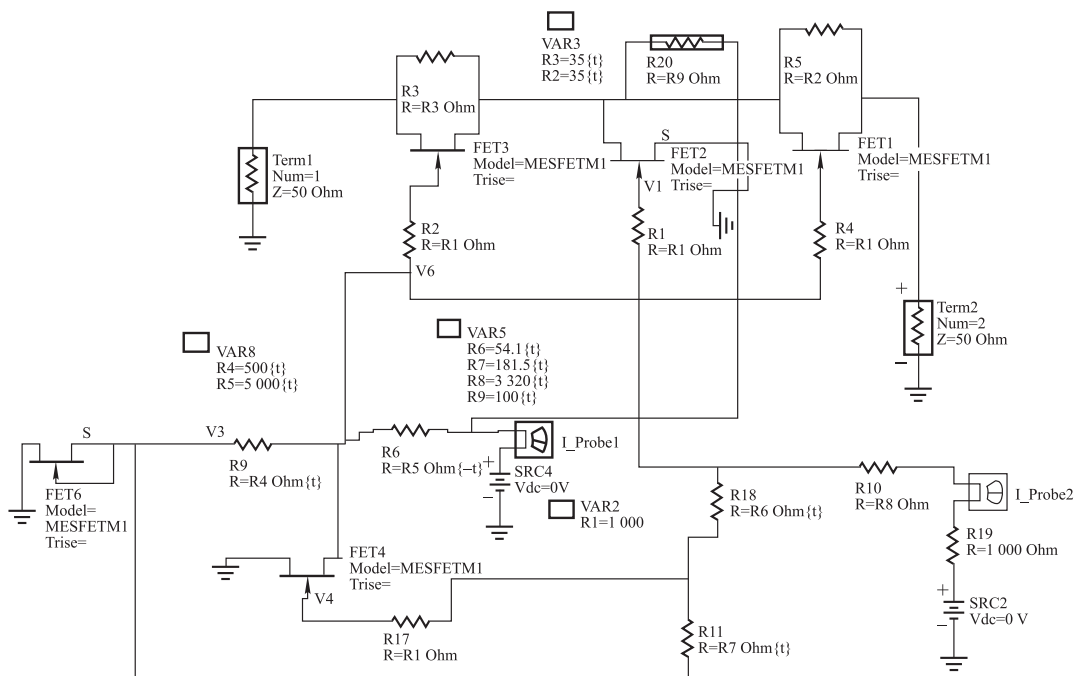 VAR3
R3=35{t}
R2=35{t}
R20
R=R9 Ohm
R5
R=R2 Ohm
R3
R=R3 Ohm
Term1
Num=1
Z=50 Ohm
FET3
Model=MESFETM1
Trise=
S
FET2
Model=MESFETM1
Trise=
V1
FET1
Model=MESFETM1
Trise=
R2
R=R1 Ohm
R1
R=R1 Ohm
R4
R=R1 Ohm
V6
+
Term2
Num=2
Z=50 Ohm
−
VAR8
R4=500{t}
R5=5 000{t}
VAR5
R6=54.1{t}
R7=181.5{t}
R8=3 320{t}
R9=100{t}
S
V3
R9
R=R4 Ohm{t}
R6
R=R5 Ohm{−t}
I_Probe1
+
−
SRC4
Vdc=0V
FET6
Model=
MESFETM1
Trise=
VAR2
R1=1 000
R18
R=R6 Ohm{t}
R10
R=R8 Ohm
I_Probe2
R19
R=1 000 Ohm
FET4
Model=MESFETM1
Trise=
V4
R17
R=R1 Ohm
R11
R=R7 Ohm{t}
+
−
SRC2
Vdc=0 V